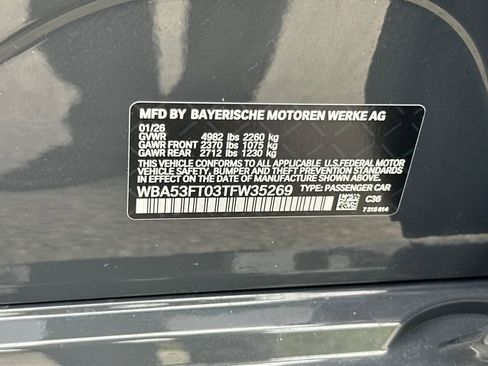 MFD BY BAYERISCHE MOTOREN WERKE AG
01/26
GVWR 4982 lbs 2260 kg
GAWR FRONT 2370 lbs 1075 kg
GAWR REAR 2712 lbs 1230 kg
THIS VEHICLE CONFORMS TO ALL APPLICABLE U.S. FEDERAL MOTOR
VEHICLE SAFETY, BUMPER, AND THEFT PREVENTION STANDARDS
IN EFFECT ON THE DATE OF MANUFACTURE SHOWN ABOVE.
WBA53FT03TFW35269 TYPE: PASSENGER CAR
C36
7315814